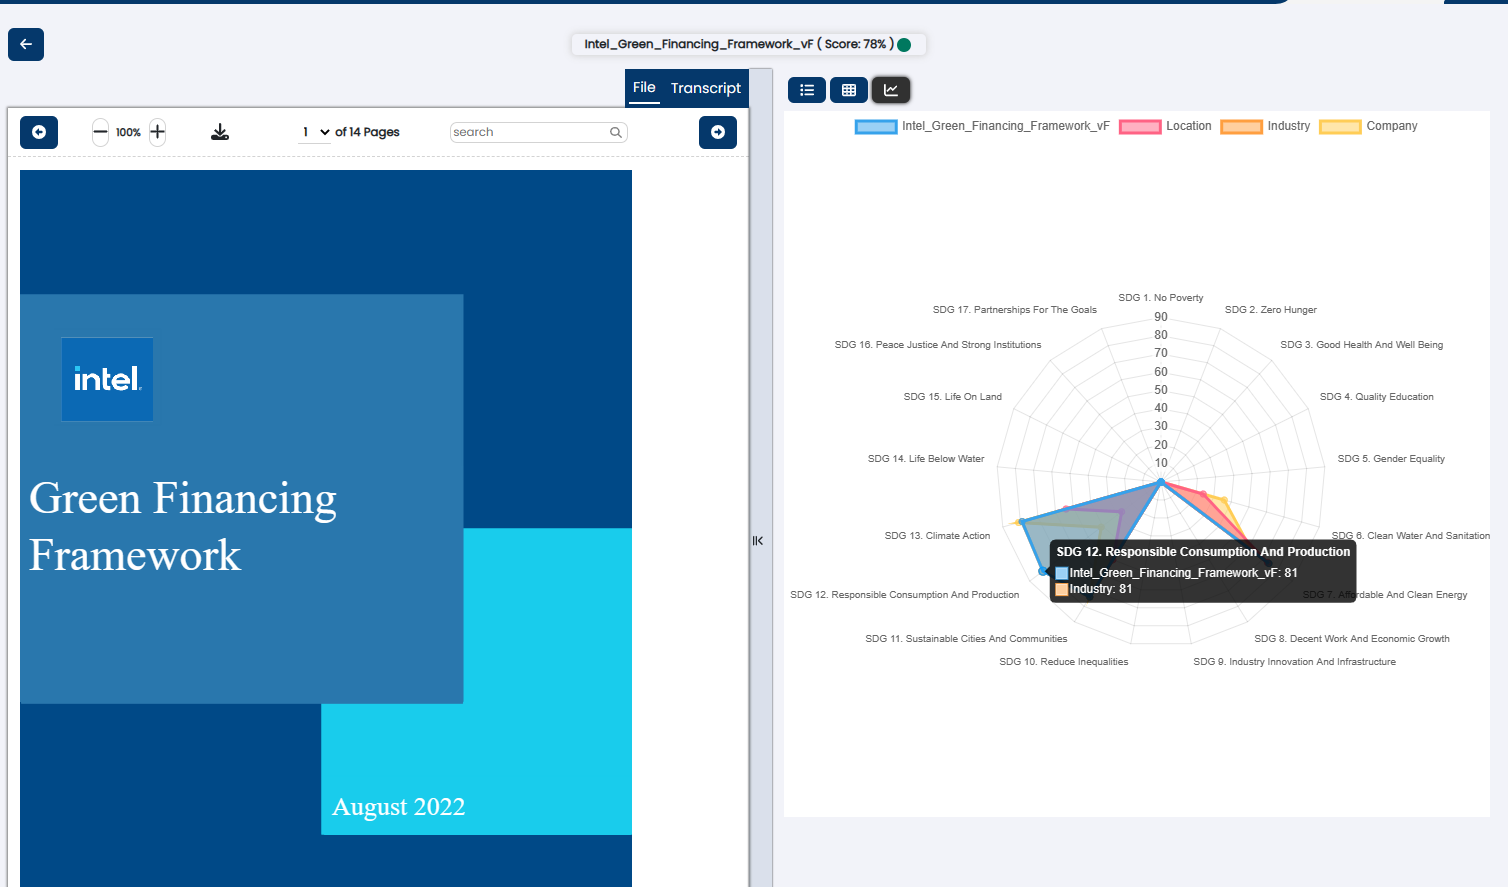 Intel_Green_Financing_Framework_vF ( Score: 78% )
File Transcript
100% 1 of 14 Pages search
intel.
Green Financing
Framework
August 2022
Intel_Green_Financing_Framework_vF Location Industry Company
SDG 1. No Poverty
SDG 17. Partnerships For The Goals
SDG 2. Zero Hunger
90
80
70
60
50
40
30
20
10
SDG 16. Peace Justice And Strong Institutions
SDG 3. Good Health And Well Being
SDG 15. Life On Land
SDG 4. Quality Education
SDG 14. Life Below Water
SDG 5. Gender Equality
SDG 13. Climate Action
SDG 6. Clean Water And Sanitation
SDG 12. Responsible Consumption And Production
Intel_Green_Financing_Framework_vF: 81
Industry: 81
SDG 12. Responsible Consumption And Production
SDG 7. Affordable And Clean Energy
SDG 11. Sustainable Cities And Communities
SDG 8. Decent Work And Economic Growth
SDG 10. Reduce Inequalities
SDG 9. Industry Innovation And Infrastructure